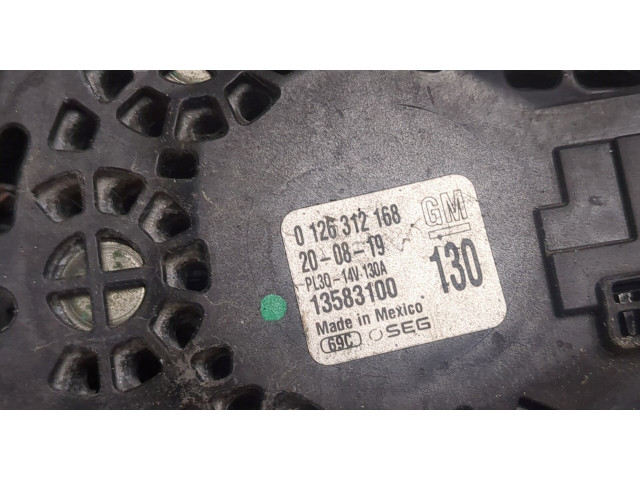 0 126 312 168
20-08-19
PL30-14V-130A
13583100
Made in Mexico
69C SEG
GM
130